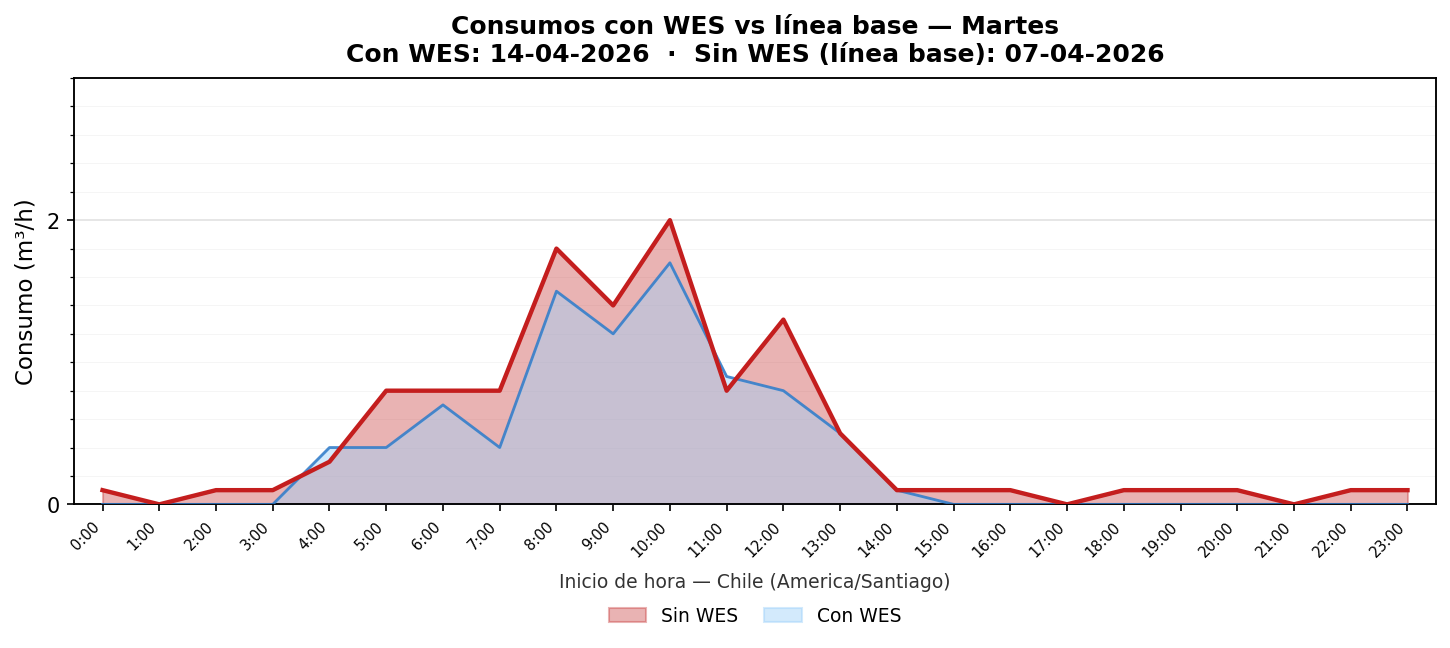 Consumos con WES vs línea base — Martes
Con WES: 14-04-2026  ·  Sin WES (línea base): 07-04-2026
Consumo (m³/h)
2
0
0:00 1:00 2:00 3:00 4:00 5:00 6:00 7:00 8:00 9:00 10:00 11:00 12:00 13:00 14:00 15:00 16:00 17:00 18:00 19:00 20:00 21:00 22:00 23:00
Inicio de hora — Chile (America/Santiago)
Sin WES Con WES